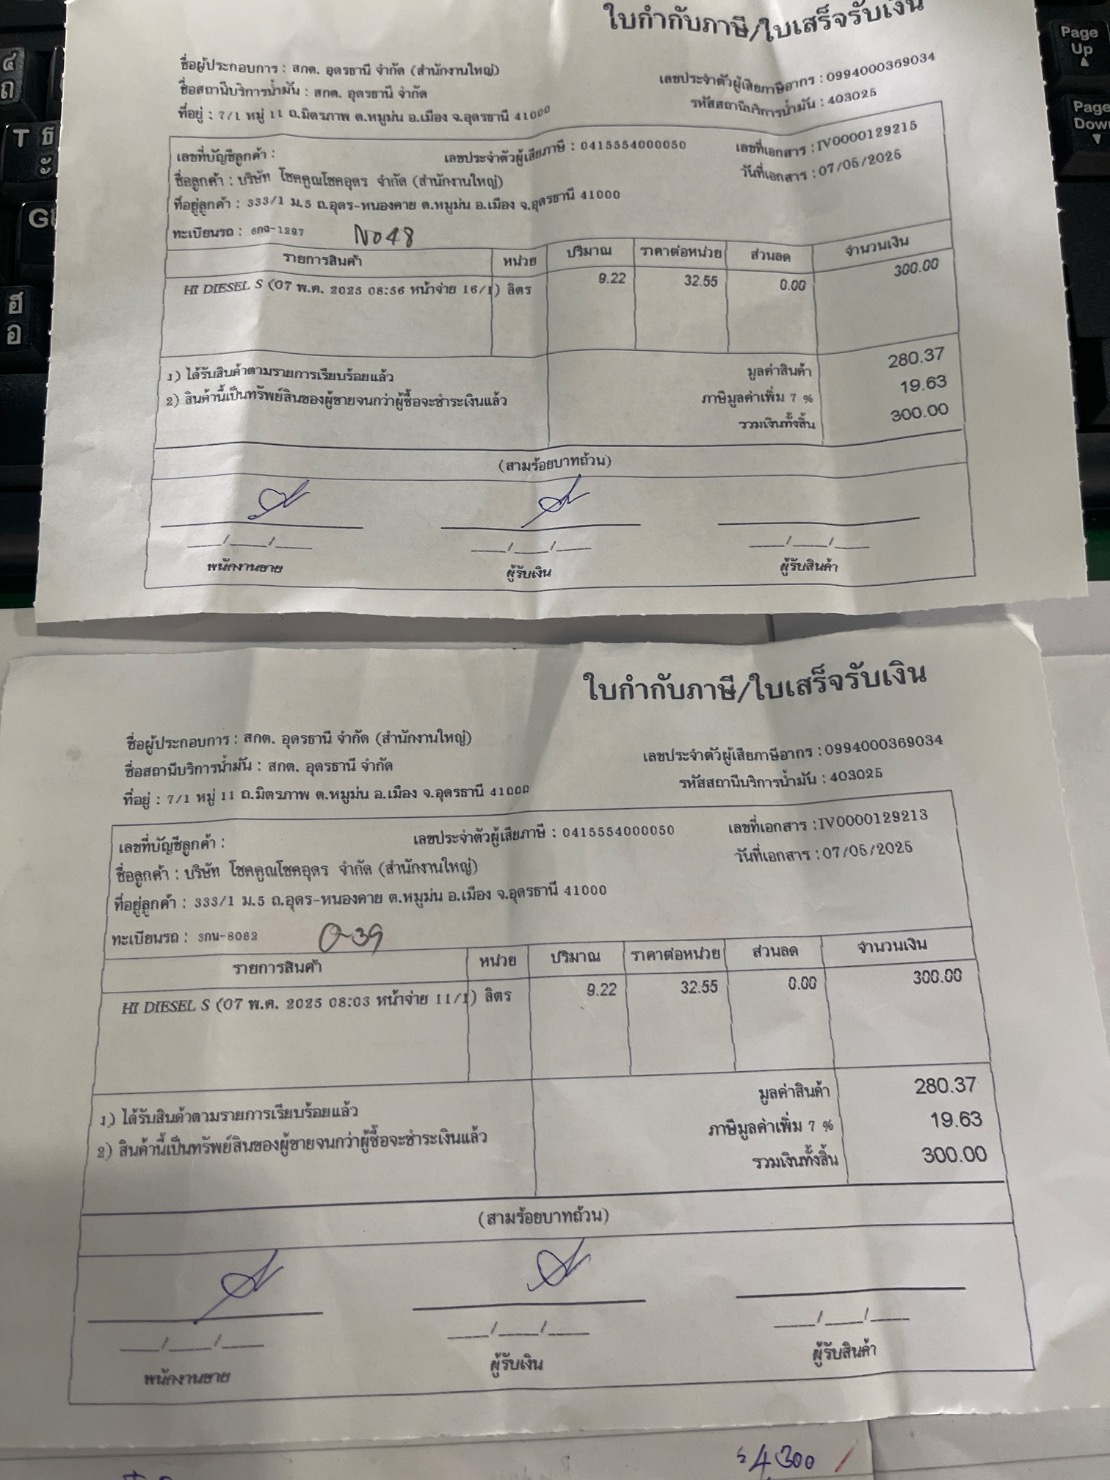 ใบกำกับภาษี/ใบเสร็จรับเงิน
ชื่อผู้ประกอบการ : สกต. อุดรธานี จำกัด (สำนักงานใหญ่)
เลขประจำตัวผู้เสียภาษีอากร : 0994000369034
ชื่อสถานีบริการน้ำมัน : สกต. อุดรธานี จำกัด
รหัสสถานีบริการน้ำมัน : 403025
ที่อยู่ : 7/1 หมู่ 11 ถ.มิตรภาพ ต.หมูม่น อ.เมือง จ.อุดรธานี 41000
เลขที่บัญชีลูกค้า : เลขประจำตัวผู้เสียภาษี : 0415554000050 เลขที่เอกสาร : IV0000129215
ชื่อลูกค้า : บริษัท โชคคูณโชคอุดร จำกัด (สำนักงานใหญ่) วันที่เอกสาร : 07/05/2025
ที่อยู่ลูกค้า : 333/1 ม.5 ถ.อุดร-หนองคาย ต.หมูม่น อ.เมือง จ.อุดรธานี 41000
ทะเบียนรถ : No48
รายการสินค้า หน่วย ปริมาณ ราคาต่อหน่วย ส่วนลด จำนวนเงิน
HI DIESEL S (07 พ.ค. 2025 08:56 หน้าจ่าย 16/1) ลิตร 9.22 32.55 0.00 300.00
1) ได้รับสินค้าตามรายการเรียบร้อยแล้ว มูลค่าสินค้า 280.37
2) สินค้านี้เป็นทรัพย์สินของผู้ขายจนกว่าผู้ซื้อจะชำระเงินแล้ว ภาษีมูลค่าเพิ่ม 7 % 19.63
รวมเงินทั้งสิ้น 300.00
(สามร้อยบาทถ้วน)
___/___/___ ___/___/___ ___/___/___
พนักงานขาย ผู้รับเงิน ผู้รับสินค้า
ใบกำกับภาษี/ใบเสร็จรับเงิน
ชื่อผู้ประกอบการ : สกต. อุดรธานี จำกัด (สำนักงานใหญ่)
เลขประจำตัวผู้เสียภาษีอากร : 0994000369034
ชื่อสถานีบริการน้ำมัน : สกต. อุดรธานี จำกัด
รหัสสถานีบริการน้ำมัน : 403025
ที่อยู่ : 7/1 หมู่ 11 ถ.มิตรภาพ ต.หมูม่น อ.เมือง จ.อุดรธานี 41000
เลขที่บัญชีลูกค้า : เลขประจำตัวผู้เสียภาษี : 0415554000050 เลขที่เอกสาร : IV0000129213
ชื่อลูกค้า : บริษัท โชคคูณโชคอุดร จำกัด (สำนักงานใหญ่) วันที่เอกสาร : 07/05/2025
ที่อยู่ลูกค้า : 333/1 ม.5 ถ.อุดร-หนองคาย ต.หมูม่น อ.เมือง จ.อุดรธานี 41000
ทะเบียนรถ : 3กน-8062 0-39
รายการสินค้า หน่วย ปริมาณ ราคาต่อหน่วย ส่วนลด จำนวนเงิน
HI DIESEL S (07 พ.ค. 2025 08:03 หน้าจ่าย 11/1) ลิตร 9.22 32.55 0.00 300.00
1) ได้รับสินค้าตามรายการเรียบร้อยแล้ว มูลค่าสินค้า 280.37
2) สินค้านี้เป็นทรัพย์สินของผู้ขายจนกว่าผู้ซื้อจะชำระเงินแล้ว ภาษีมูลค่าเพิ่ม 7 % 19.63
รวมเงินทั้งสิ้น 300.00
(สามร้อยบาทถ้วน)
___/___/___ ___/___/___ ___/___/___
พนักงานขาย ผู้รับเงิน ผู้รับสินค้า
Page Up
Page Down